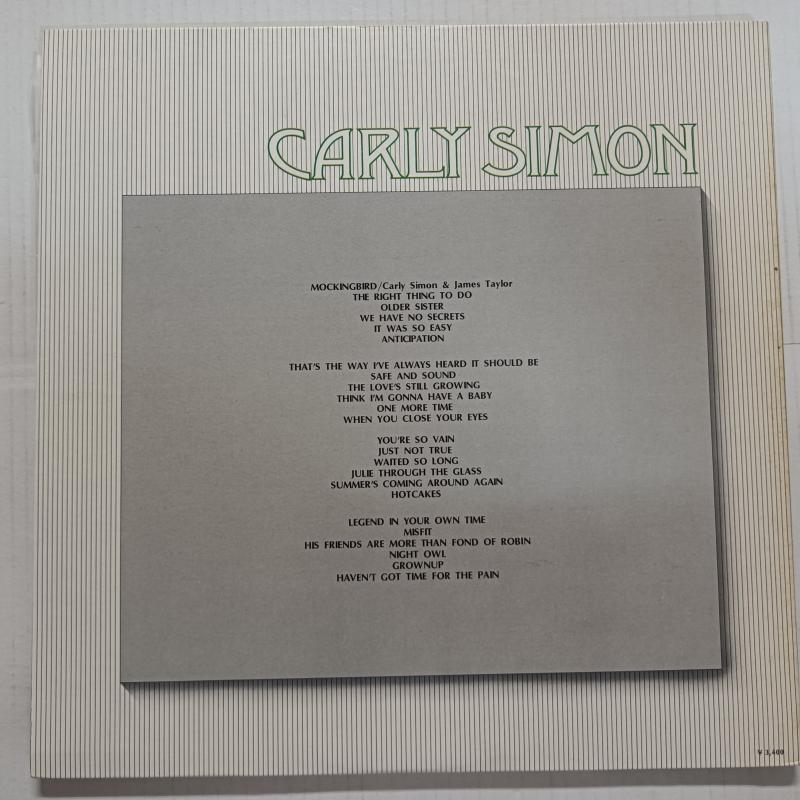 CARLY SIMON
MOCKINGBIRD/Carly Simon & James Taylor
THE RIGHT THING TO DO
OLDER SISTER
WE HAVE NO SECRETS
IT WAS SO EASY
ANTICIPATION
THAT'S THE WAY I'VE ALWAYS HEARD IT SHOULD BE
SAFE AND SOUND
THE LOVE'S STILL GROWING
THINK I'M GONNA HAVE A BABY
ONE MORE TIME
WHEN YOU CLOSE YOUR EYES
YOU'RE SO VAIN
JUST NOT TRUE
WAITED SO LONG
JULIE THROUGH THE GLASS
SUMMER'S COMING AROUND AGAIN
HOTCAKES
LEGEND IN YOUR OWN TIME
MISFIT
HIS FRIENDS ARE MORE THAN FOND OF ROBIN
NIGHT OWL
GROWNUP
HAVEN'T GOT TIME FOR THE PAIN
¥ 3,400